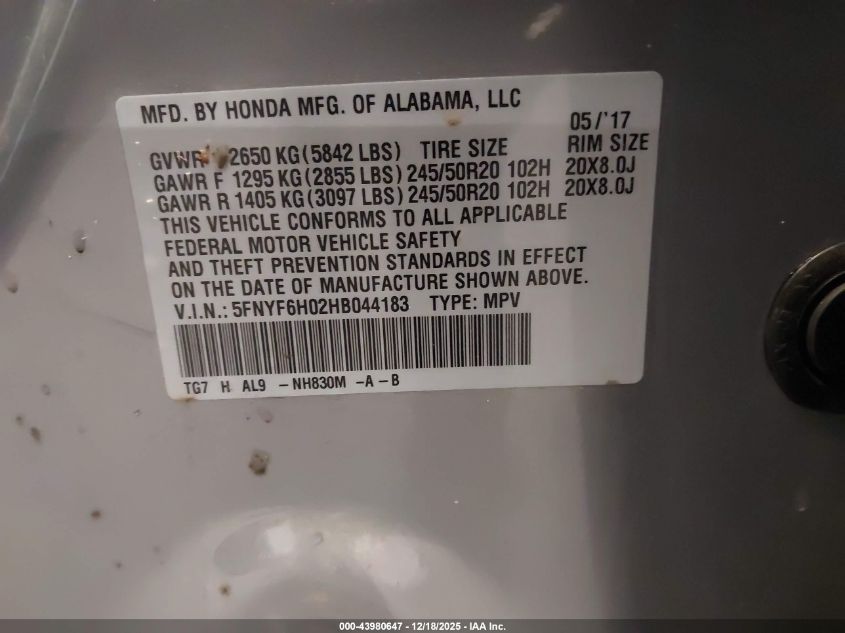 MFD. BY HONDA MFG. OF ALABAMA, LLC
05/'17
GVWR 2650 KG(5842 LBS) TIRE SIZE RIM SIZE
GAWR F 1295 KG(2855 LBS)245/50R20 102H 20X8.0J
GAWR R 1405 KG(3097 LBS)245/50R20 102H 20X8.0J
THIS VEHICLE CONFORMS TO ALL APPLICABLE
FEDERAL MOTOR VEHICLE SAFETY
AND THEFT PREVENTION STANDARDS IN EFFECT
ON THE DATE OF MANUFACTURE SHOWN ABOVE.
V.I.N.: 5FNYF6H02HB044183 TYPE: MPV
TG7 H AL9 -NH830M -A-B
000-43980647 - 12/18/2025 - IAA Inc.